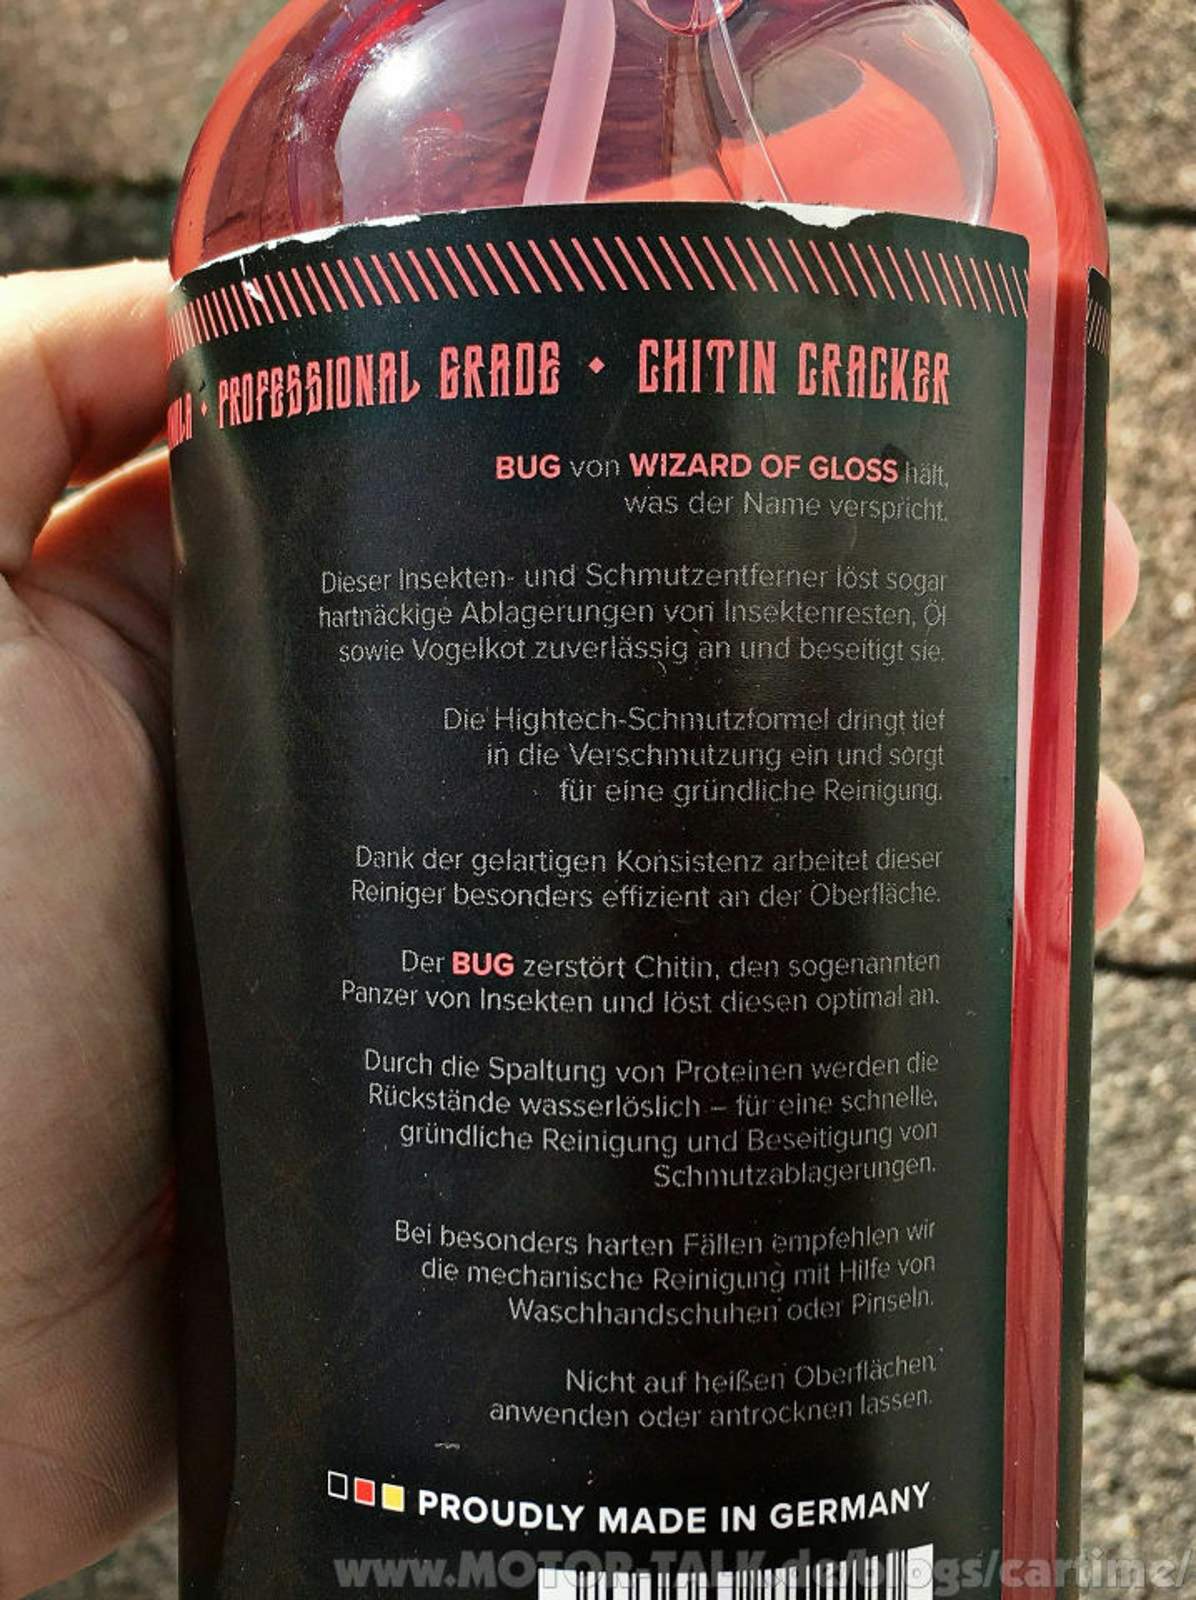 PROFESSIONAL GRADE • CHITIN CRACKER
BUG von WIZARD OF GLOSS hält,
was der Name verspricht.
Dieser Insekten- und Schmutzentferner löst sogar
hartnäckige Ablagerungen von Insektenresten, Öl
sowie Vogelkot zuverlässig an und beseitigt sie.
Die Hightech-Schmutzformel dringt tief
in die Verschmutzung ein und sorgt
für eine gründliche Reinigung.
Dank der gelartigen Konsistenz arbeitet dieser
Reiniger besonders effizient an der Oberfläche.
Der BUG zerstört Chitin, den sogenannten
Panzer von Insekten und löst diesen optimal an.
Durch die Spaltung von Proteinen werden die
Rückstände wasserlöslich – für eine schnelle,
gründliche Reinigung und Beseitigung von
Schmutzablagerungen.
Bei besonders harten Fällen empfehlen wir
die mechanische Reinigung mit Hilfe von
Waschhandschuhen oder Pinseln.
Nicht auf heißen Oberflächen
anwenden oder antrocknen lassen.
PROUDLY MADE IN GERMANY
www.MOTOR-TALK.de/blogs/cartime/